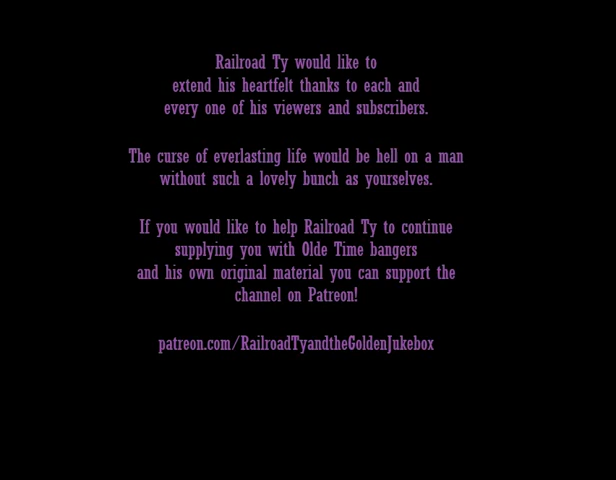 Railroad Ty would like to
extend his heartfelt thanks to each and
every one of his viewers and subscribers.
The curse of everlasting life would be hell on a man
without such a lovely bunch as yourselves.
If you would like to help Railroad Ty to continue
supplying you with Olde Time bangers
and his own original material you can support the
channel on Patreon!
patreon.com/RailroadTyandtheGoldenJukebox